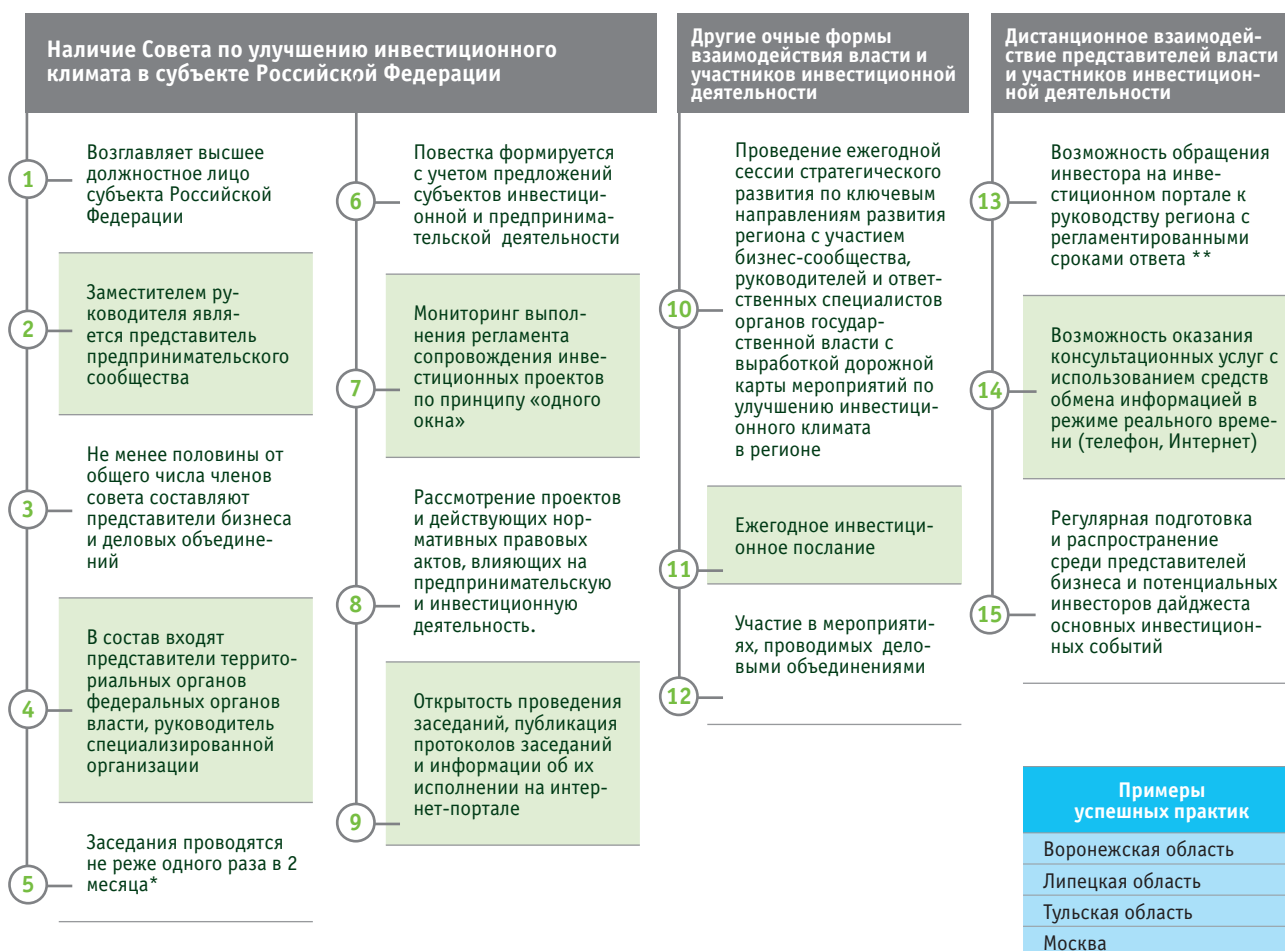 Наличие Совета по улучшению инвестиционного
климата в субъекте Российской Федерации
1
Возглавляет высшее
должностное лицо
субъекта Российской
Федерации
2
Заместителем ру-
ководителя явля-
ется представитель
предпринимательского
сообщества
3
Не менее половины от
общего числа членов
совета составляют
представители бизнеса
и деловых объедине-
ний
4
В состав входят
представители террито-
риальных органов
федеральных органов
власти, руководитель
специализированной
организации
5
Заседания проводятся
не реже одного раза в 2
месяца*
6
Повестка формируется
с учетом предложений
субъектов инвестици-
онной и предпринима-
тельской деятельности
7
Мониторинг выпол-
нения регламента
сопровождения инве-
стиционных проектов
по принципу «одного
окна»
8
Рассмотрение проектов
и действующих нор-
мативных правовых
актов, влияющих на
предпринимательскую
и инвестиционную
деятельность.
9
Открытость проведения
заседаний, публикация
протоколов заседаний
и информации об их
исполнении на интер-
нет-портале
Другие очные формы
взаимодействия власти и
участников инвестиционной
деятельности
10
Проведение ежегодной
сессии стратегического
развития по ключевым
направлениям развития
региона с участием
бизнес-сообщества,
руководителей и ответ-
ственных специалистов
органов государ-
ственной власти с
выработкой дорожной
карты мероприятий по
улучшению инвестици-
онного климата
в регионе
11
Ежегодное инвестици-
онное послание
12
Участие в мероприяти-
ях, проводимых дело-
выми объединениями
Дистанционное взаимодей-
ствие представителей власти
и участников инвестицион-
ной деятельности
13
Возможность обращения
инвестора на инве-
стиционном портале к
руководству региона с
регламентированными
сроками ответа **
14
Возможность оказания
консультационных услуг с
использованием средств
обмена информацией в
режиме реального време-
ни (телефон, Интернет)
15
Регулярная подготовка
и распространение
среди представителей
бизнеса и потенциальных
инвесторов дайджеста
основных инвестицион-
ных событий
Примеры
успешных практик
Воронежская область
Липецкая область
Тульская область
Москва